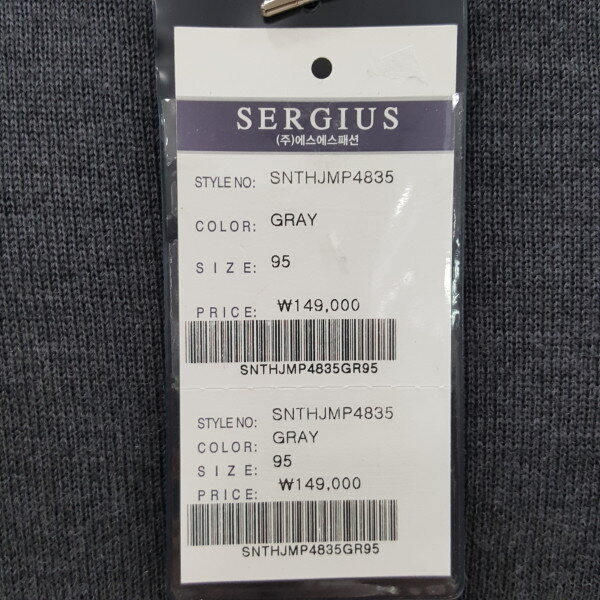 SERGIUS
(주)에스에스패션
STYLE NO: SNTHJMP4835
COLOR: GRAY
SIZE: 95
PRICE: ₩149,000
SNTHJMP4835GR95
STYLE NO: SNTHJMP4835
COLOR: GRAY
SIZE: 95
PRICE: ₩149,000
SNTHJMP4835GR95